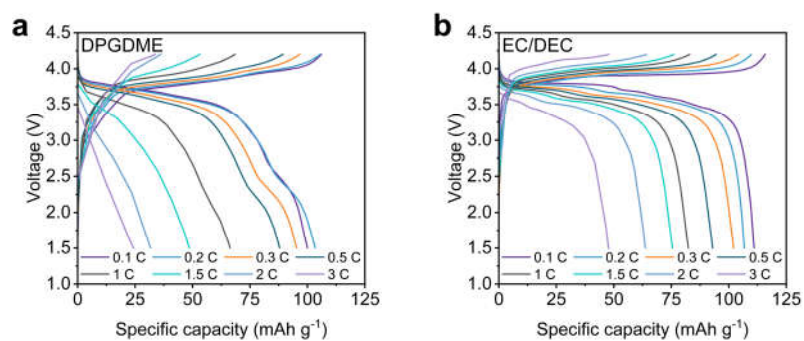 a
DPGDME
4.5
4.0
3.5
3.0
2.5
2.0
1.5
1.0
Voltage (V)
0.1 C 0.2 C 0.3 C 0.5 C
1 C 1.5 C 2 C 3 C
0 25 50 75 100 125
Specific capacity (mAh g⁻¹)
b
EC/DEC
4.5
4.0
3.5
3.0
2.5
2.0
1.5
1.0
Voltage (V)
0.1 C 0.2 C 0.3 C 0.5 C
1 C 1.5 C 2 C 3 C
0 25 50 75 100 125
Specific capacity (mAh g⁻¹)